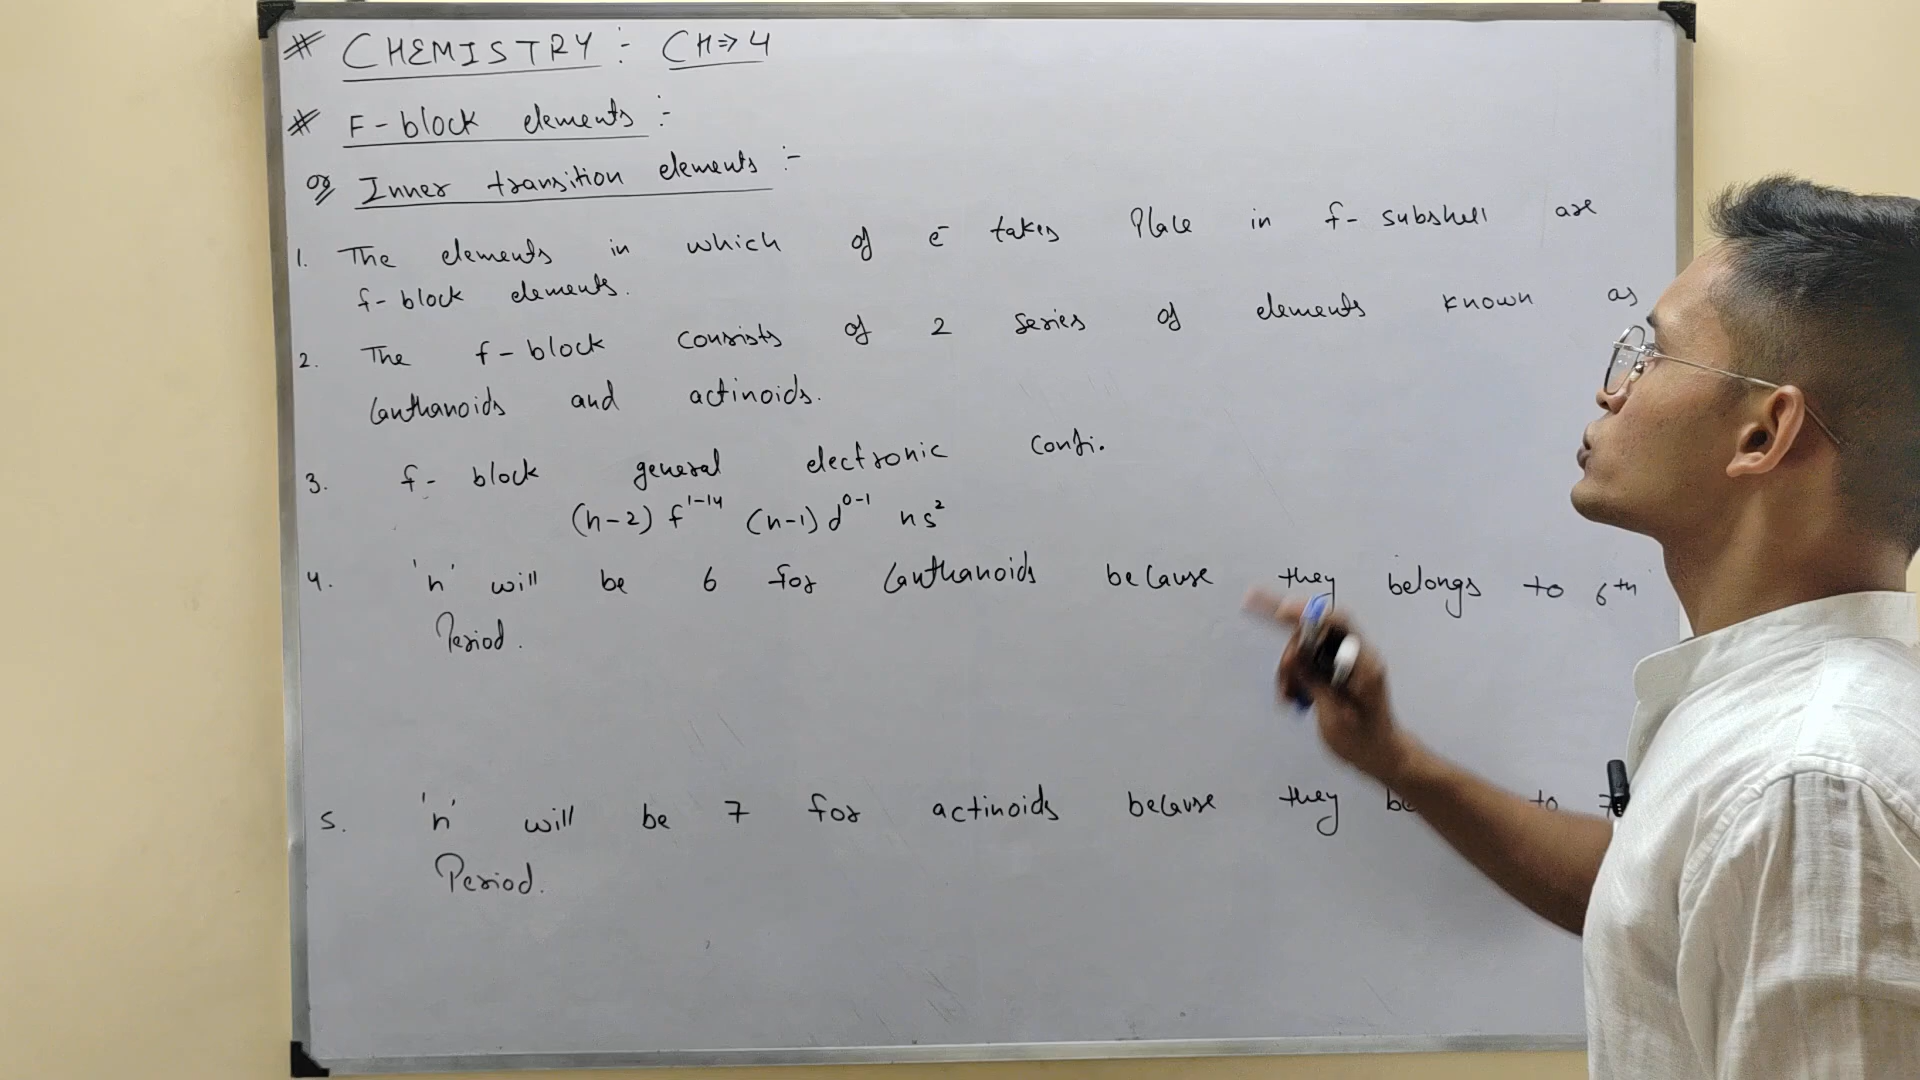 # CHEMISTRY :- CH⇒4
# F-block elements :-
or Inner transition elements :-
1. The elements in which of e⁻ takes Place in f- subshell are
f-block elements.
2. The f-block consists of 2 series of elements known as
lanthanoids and actinoids.
3. f- block general electronic confi.
(n-2) f¹⁻¹⁴ (n-1) d⁰⁻¹ ns²
4. 'n' will be 6 for lanthanoids because they belongs to 6th
Period.
5. 'n' will be 7 for actinoids because they to 7
Period.